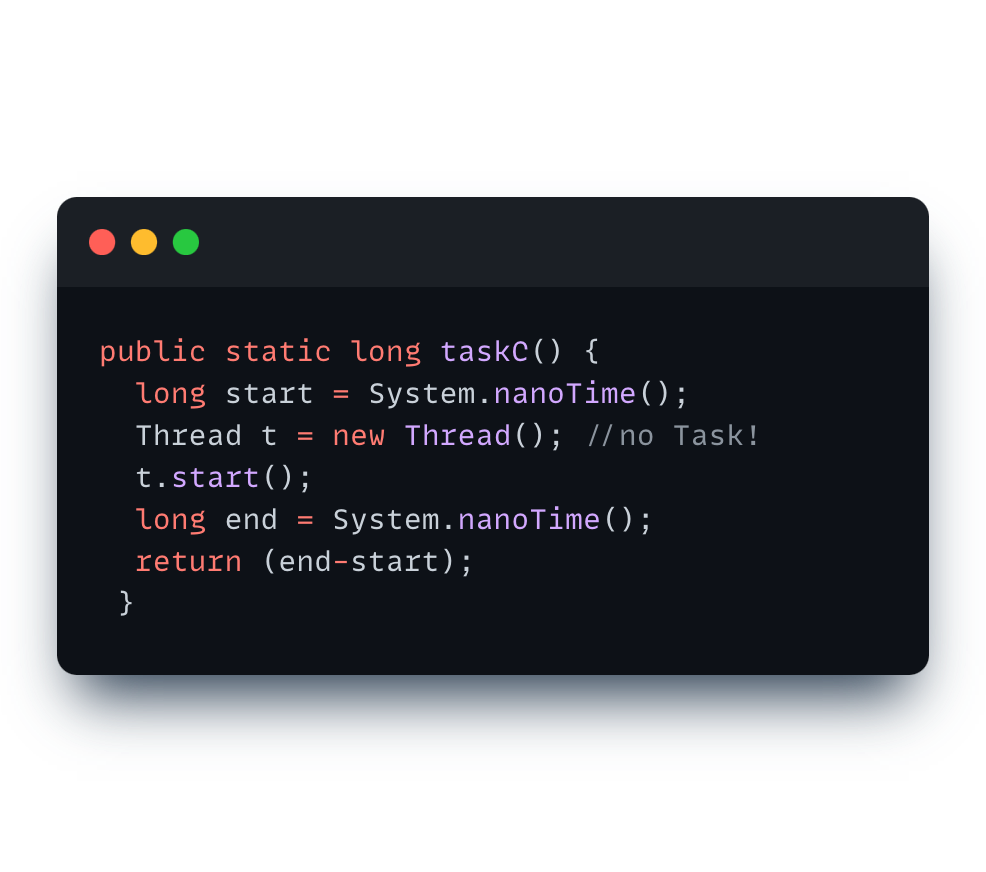 public static long taskC() {
long start = System.nanoTime();
Thread t = new Thread(); //no Task!
t.start();
long end = System.nanoTime();
return (end-start);
}